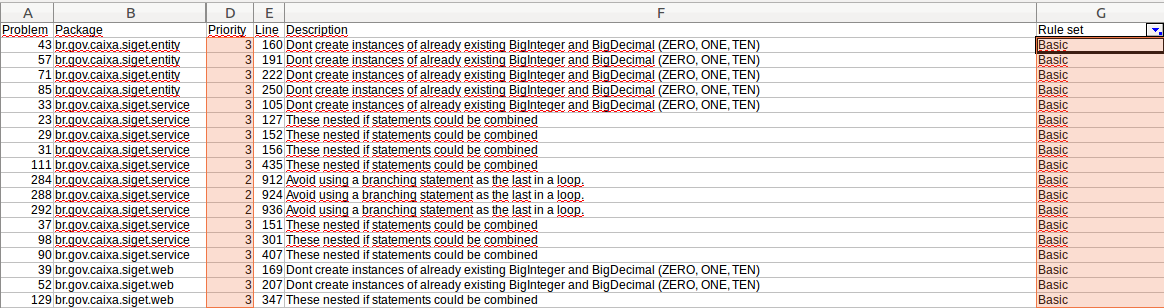 A B D E F G
Problem Package Priority Line Description Rule set
43 br.gov.caixa.siget.entity 3 160 Dont create instances of already existing BigInteger and BigDecimal (ZERO, ONE, TEN) Basic
57 br.gov.caixa.siget.entity 3 191 Dont create instances of already existing BigInteger and BigDecimal (ZERO, ONE, TEN) Basic
71 br.gov.caixa.siget.entity 3 222 Dont create instances of already existing BigInteger and BigDecimal (ZERO, ONE, TEN) Basic
85 br.gov.caixa.siget.entity 3 250 Dont create instances of already existing BigInteger and BigDecimal (ZERO, ONE, TEN) Basic
33 br.gov.caixa.siget.service 3 105 Dont create instances of already existing BigInteger and BigDecimal (ZERO, ONE, TEN) Basic
23 br.gov.caixa.siget.service 3 127 These nested if statements could be combined Basic
29 br.gov.caixa.siget.service 3 152 These nested if statements could be combined Basic
31 br.gov.caixa.siget.service 3 156 These nested if statements could be combined Basic
111 br.gov.caixa.siget.service 3 435 These nested if statements could be combined Basic
284 br.gov.caixa.siget.service 2 912 Avoid using a branching statement as the last in a loop. Basic
288 br.gov.caixa.siget.service 2 924 Avoid using a branching statement as the last in a loop. Basic
292 br.gov.caixa.siget.service 2 936 Avoid using a branching statement as the last in a loop. Basic
37 br.gov.caixa.siget.service 3 151 These nested if statements could be combined Basic
98 br.gov.caixa.siget.service 3 301 These nested if statements could be combined Basic
90 br.gov.caixa.siget.service 3 407 These nested if statements could be combined Basic
39 br.gov.caixa.siget.web 3 169 Dont create instances of already existing BigInteger and BigDecimal (ZERO, ONE, TEN) Basic
52 br.gov.caixa.siget.web 3 207 Dont create instances of already existing BigInteger and BigDecimal (ZERO, ONE, TEN) Basic
129 br.gov.caixa.siget.web 3 347 These nested if statements could be combined Basic